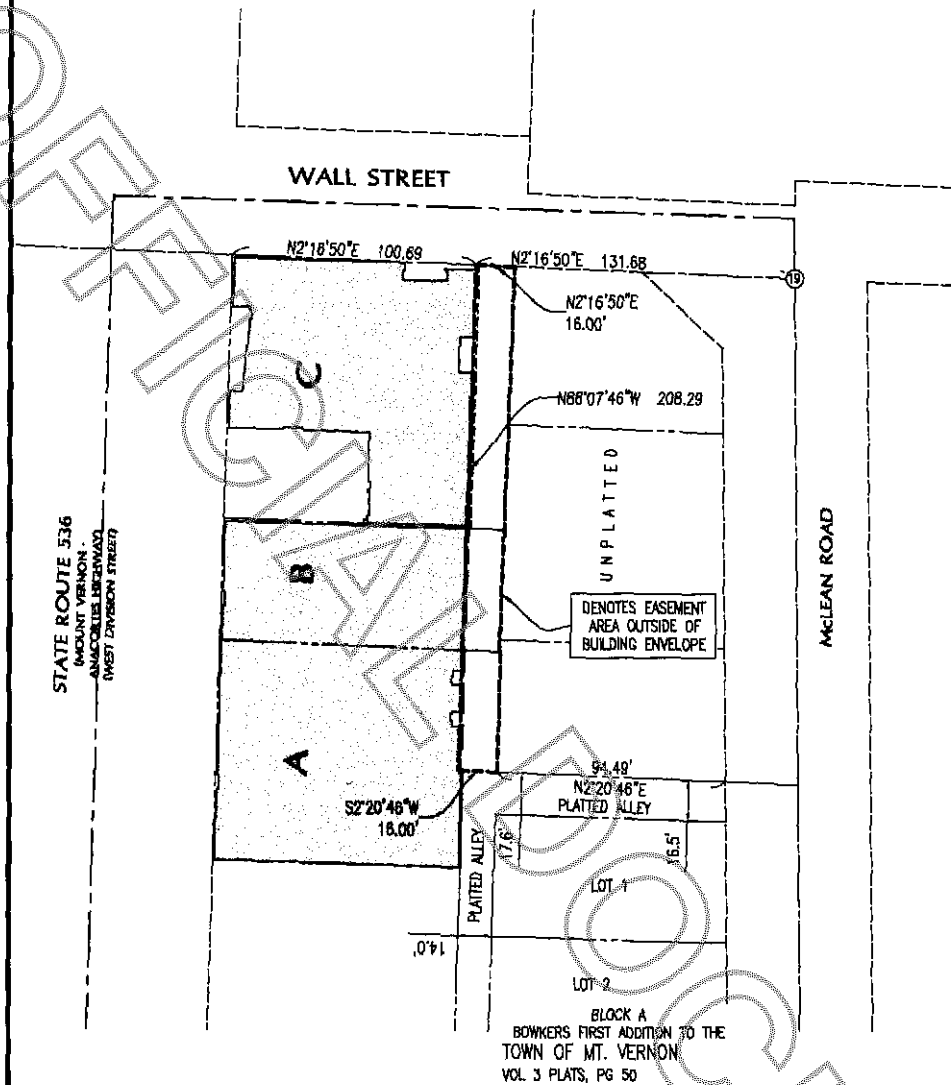 WALL STREET
N2°16'50"E 100.69
N2°16'50"E 131.68
19
N2°16'50"E
16.00'
C
N88°07'46"W 208.29
UNPLATTED
STATE ROUTE 536
(MOUNT VERNON -
ANACORTES HIGHWAY)
(WEST DIVISION STREET)
B
McLEAN ROAD
DENOTES EASEMENT
AREA OUTSIDE OF
BUILDING ENVELOPE
A
94.49'
N2°20'46"E
PLATTED ALLEY
S2°20'46"W
16.00'
17.6'
16.5'
PLATTED ALLEY
LOT 1
14.0'
LOT 2
BLOCK A
BOWKERS FIRST ADDITION TO THE
TOWN OF MT. VERNON
VOL 3 PLATS, PG 50
UNOFFICIAL DOC